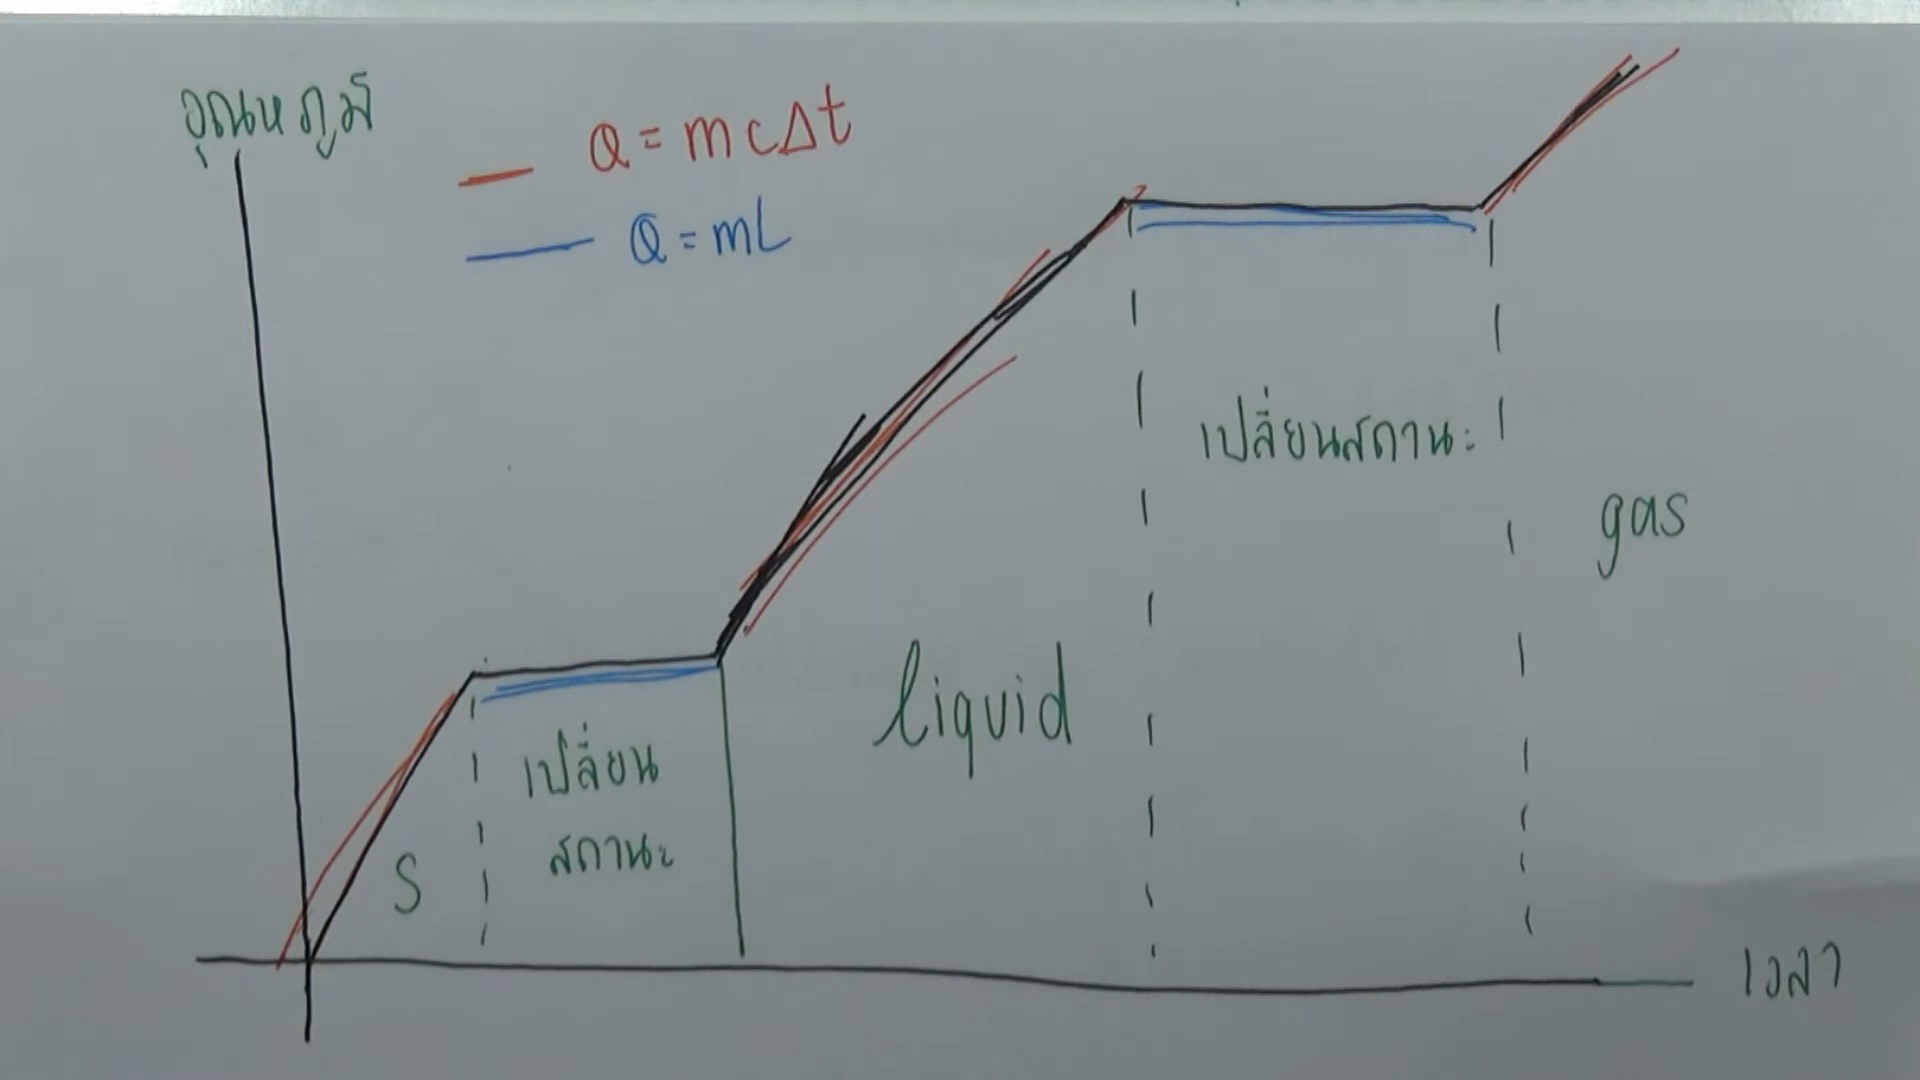 อุณหภูมิ
Q = mcΔt
Q = mL
เปลี่ยนสถานะ
gas
liquid
เปลี่ยน
สถานะ
S
เวลา